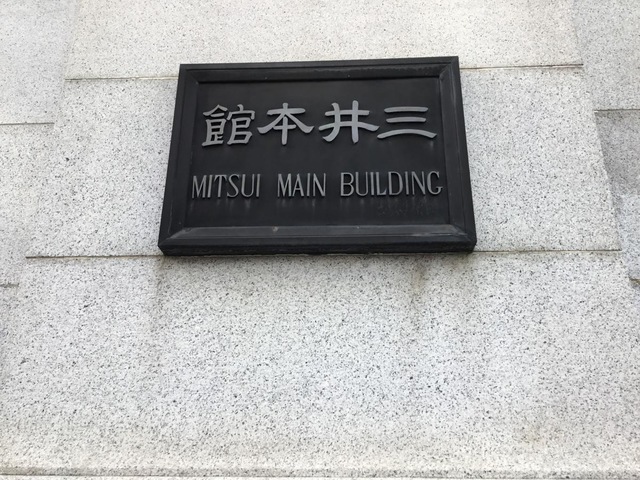 三井本館
MITSUI MAIN BUILDING